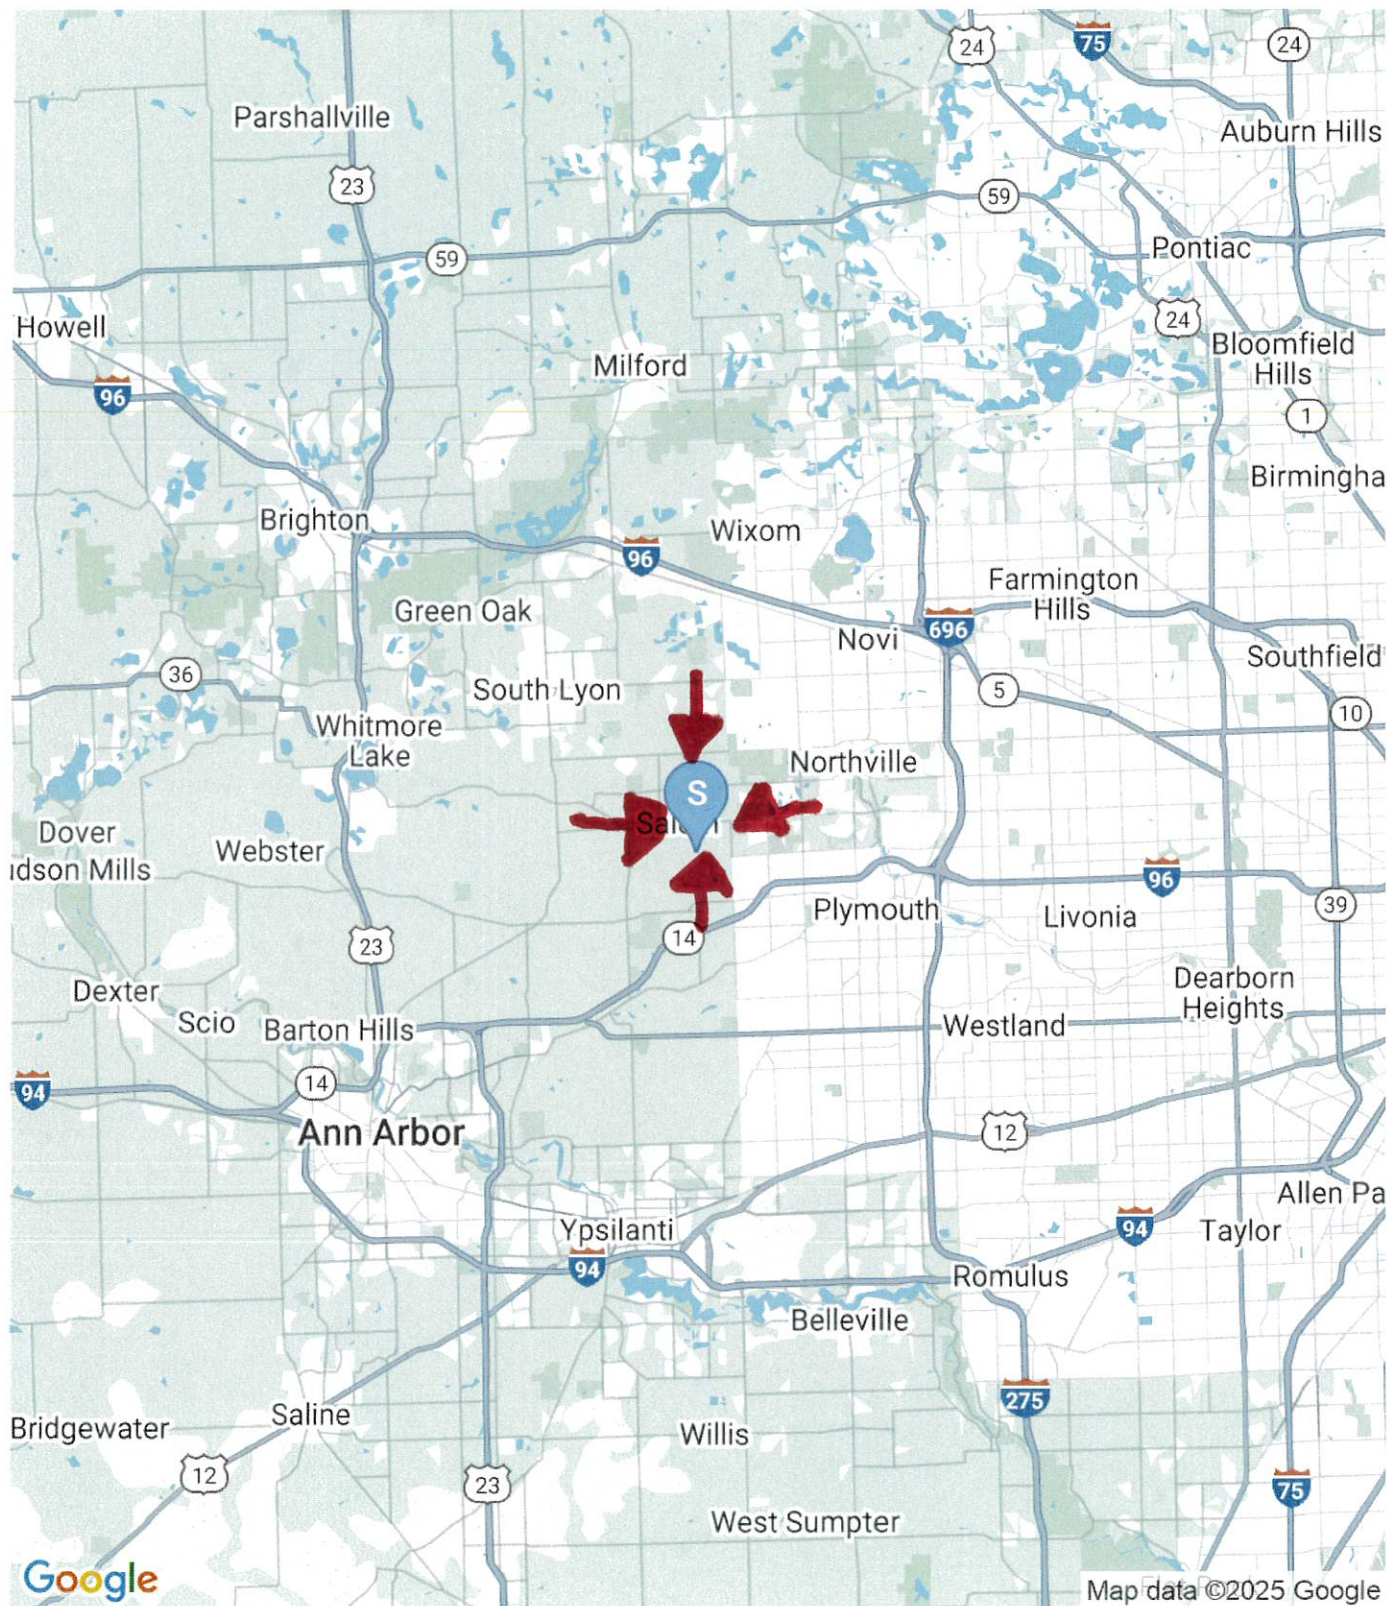 24
75
24
Parshallville
Auburn Hills
23
59
59
Pontiac
Howell
24
Milford
Bloomfield
Hills
96
1
Birmingha
Brighton
Wixom
96
Farmington
Hills
Green Oak
696
Novi
Southfield
36
South Lyon
5
10
Whitmore
Lake
Northville
S
Dover
Webster
udson Mills
96
Plymouth
Livonia
39
14
23
Dexter
Dearborn
Heights
Scio
Barton Hills
Westland
94
14
Ann Arbor
12
Allen Pa
Ypsilanti
94
Taylor
94
Romulus
Belleville
275
Saline
Bridgewater
Willis
12
23
75
West Sumpter
Google
Map data ©2025 Google